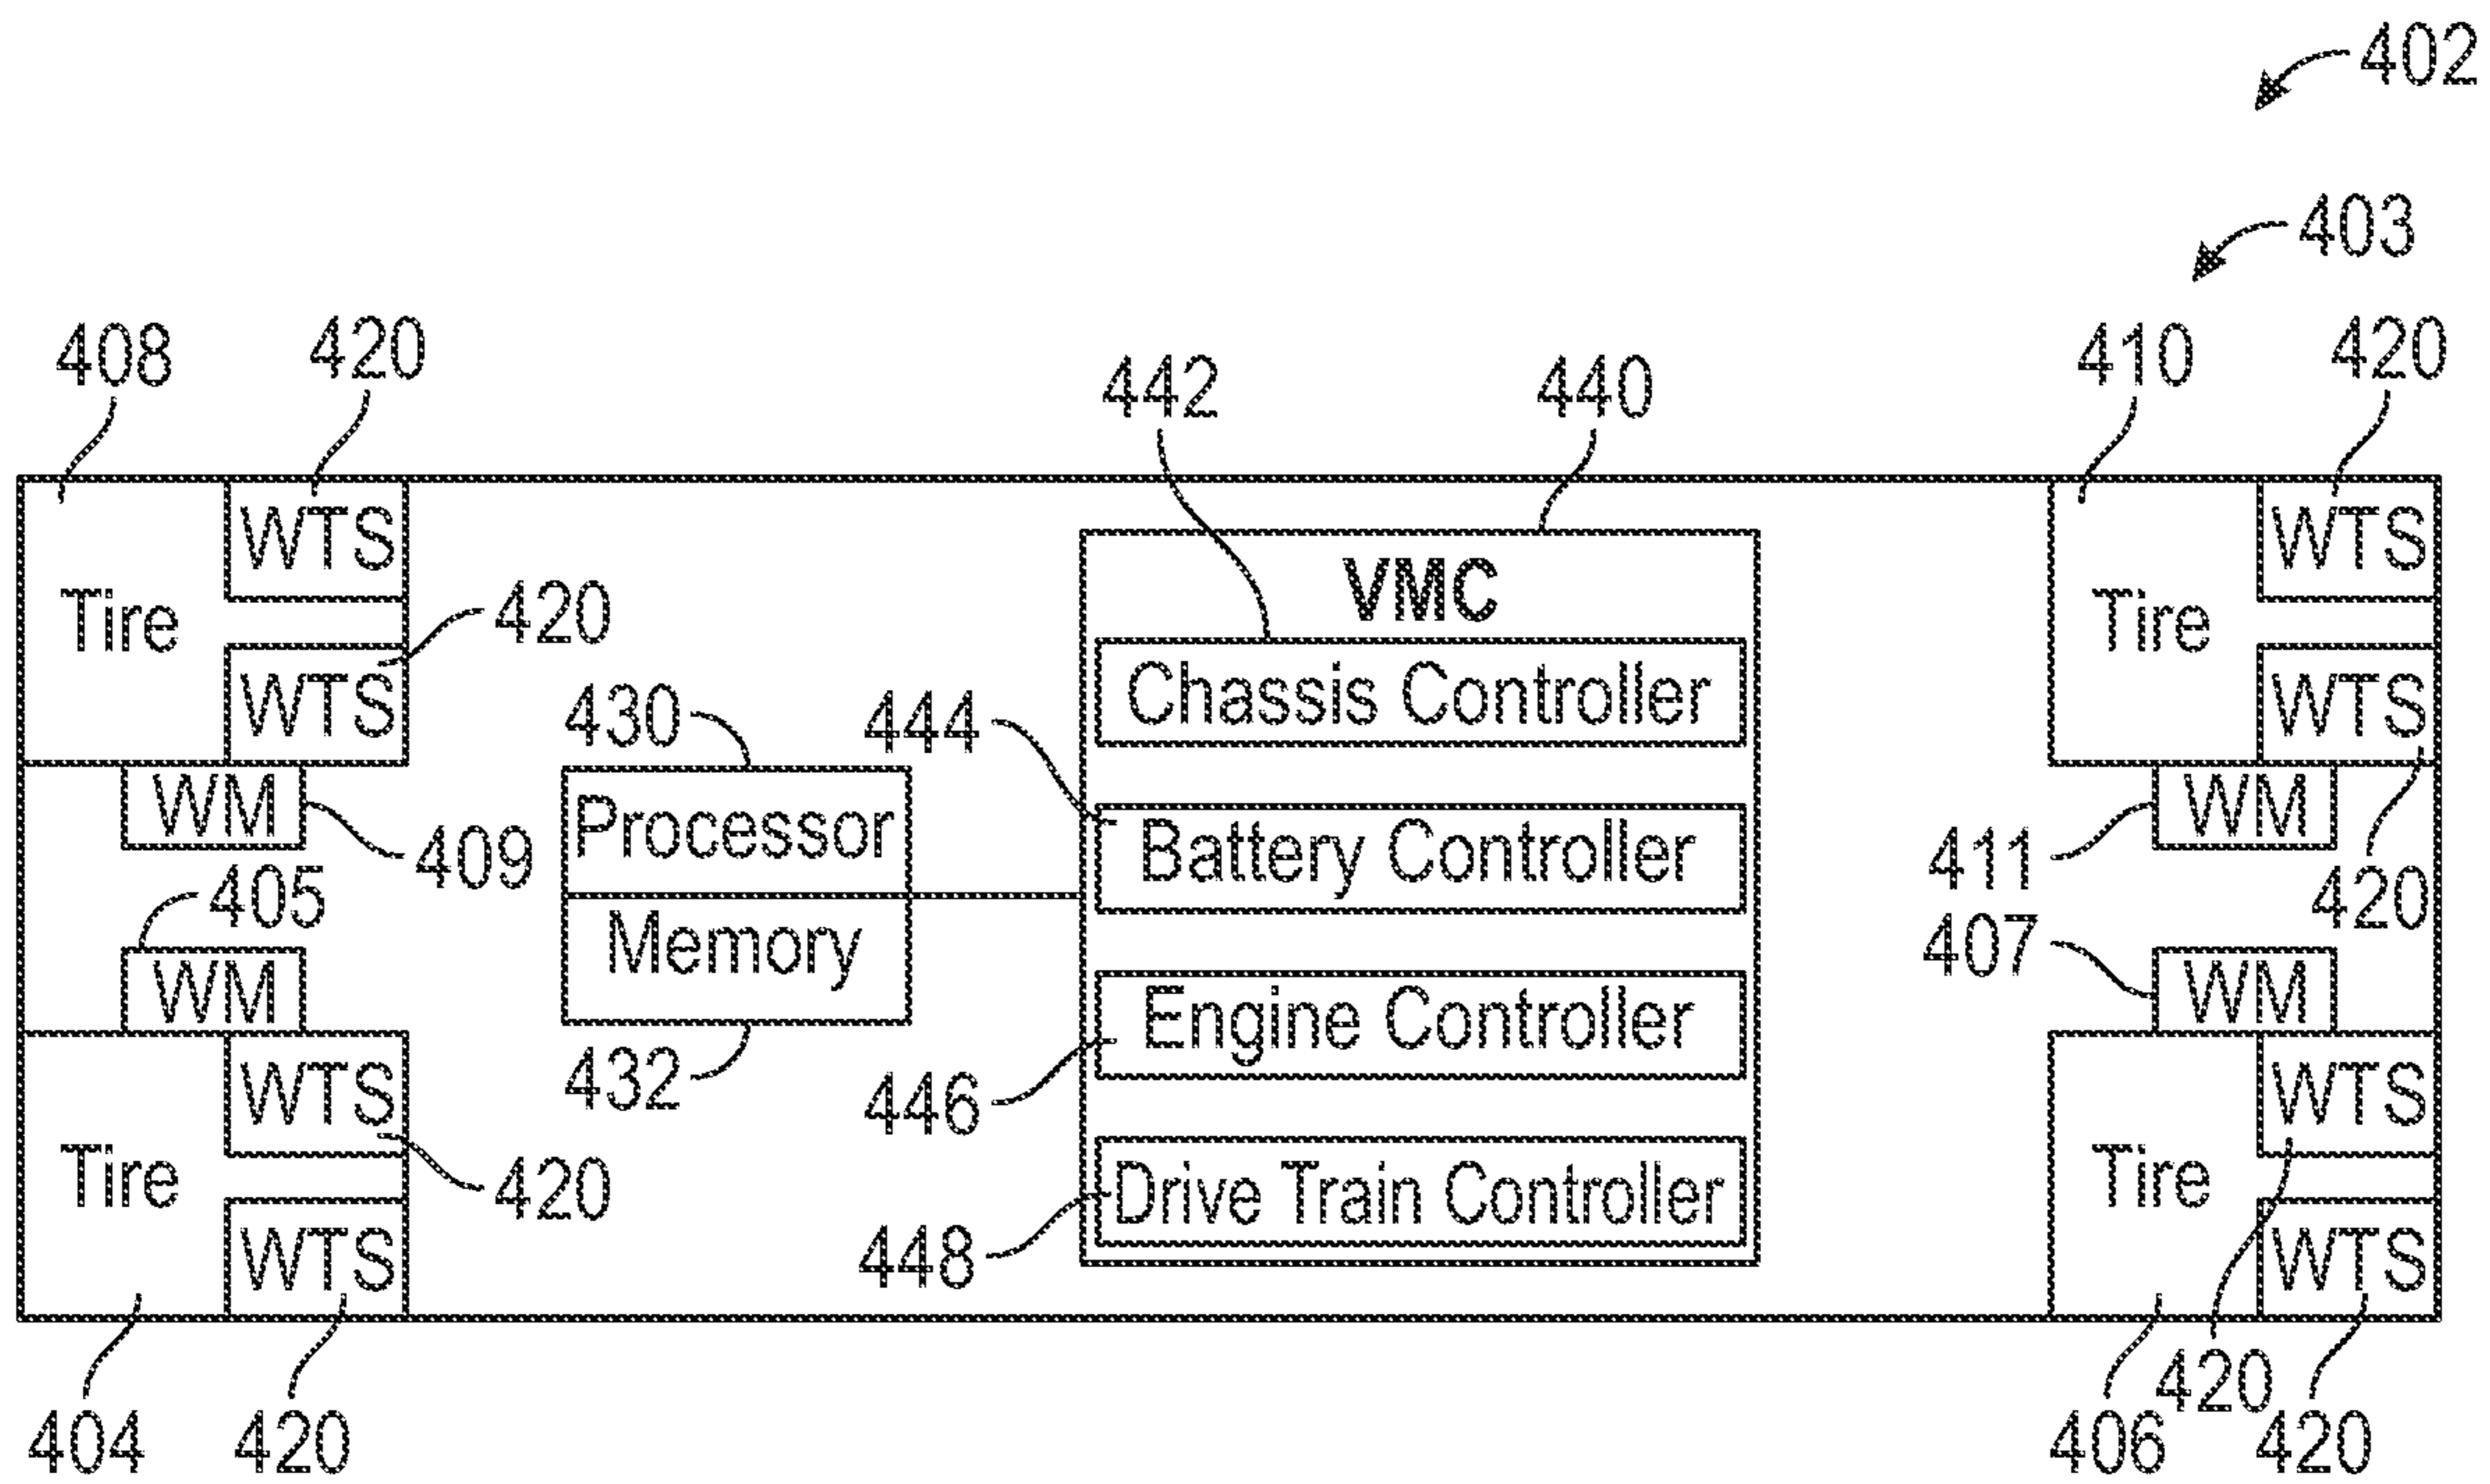 402
403
408
420
442
440
410
420
WTS
VMC
WTS
Tire
420
Tire
WTS
Chassis Controller
WTS
430
444
WM
Processor
Battery Controller
WM
409
411
405
420
Memory
407
WM
Engine Controller
WM
WTS
432
446
WTS
Tire
420
Drive Train Controller
Tire
WTS
448
WTS
404
420
406
420
420